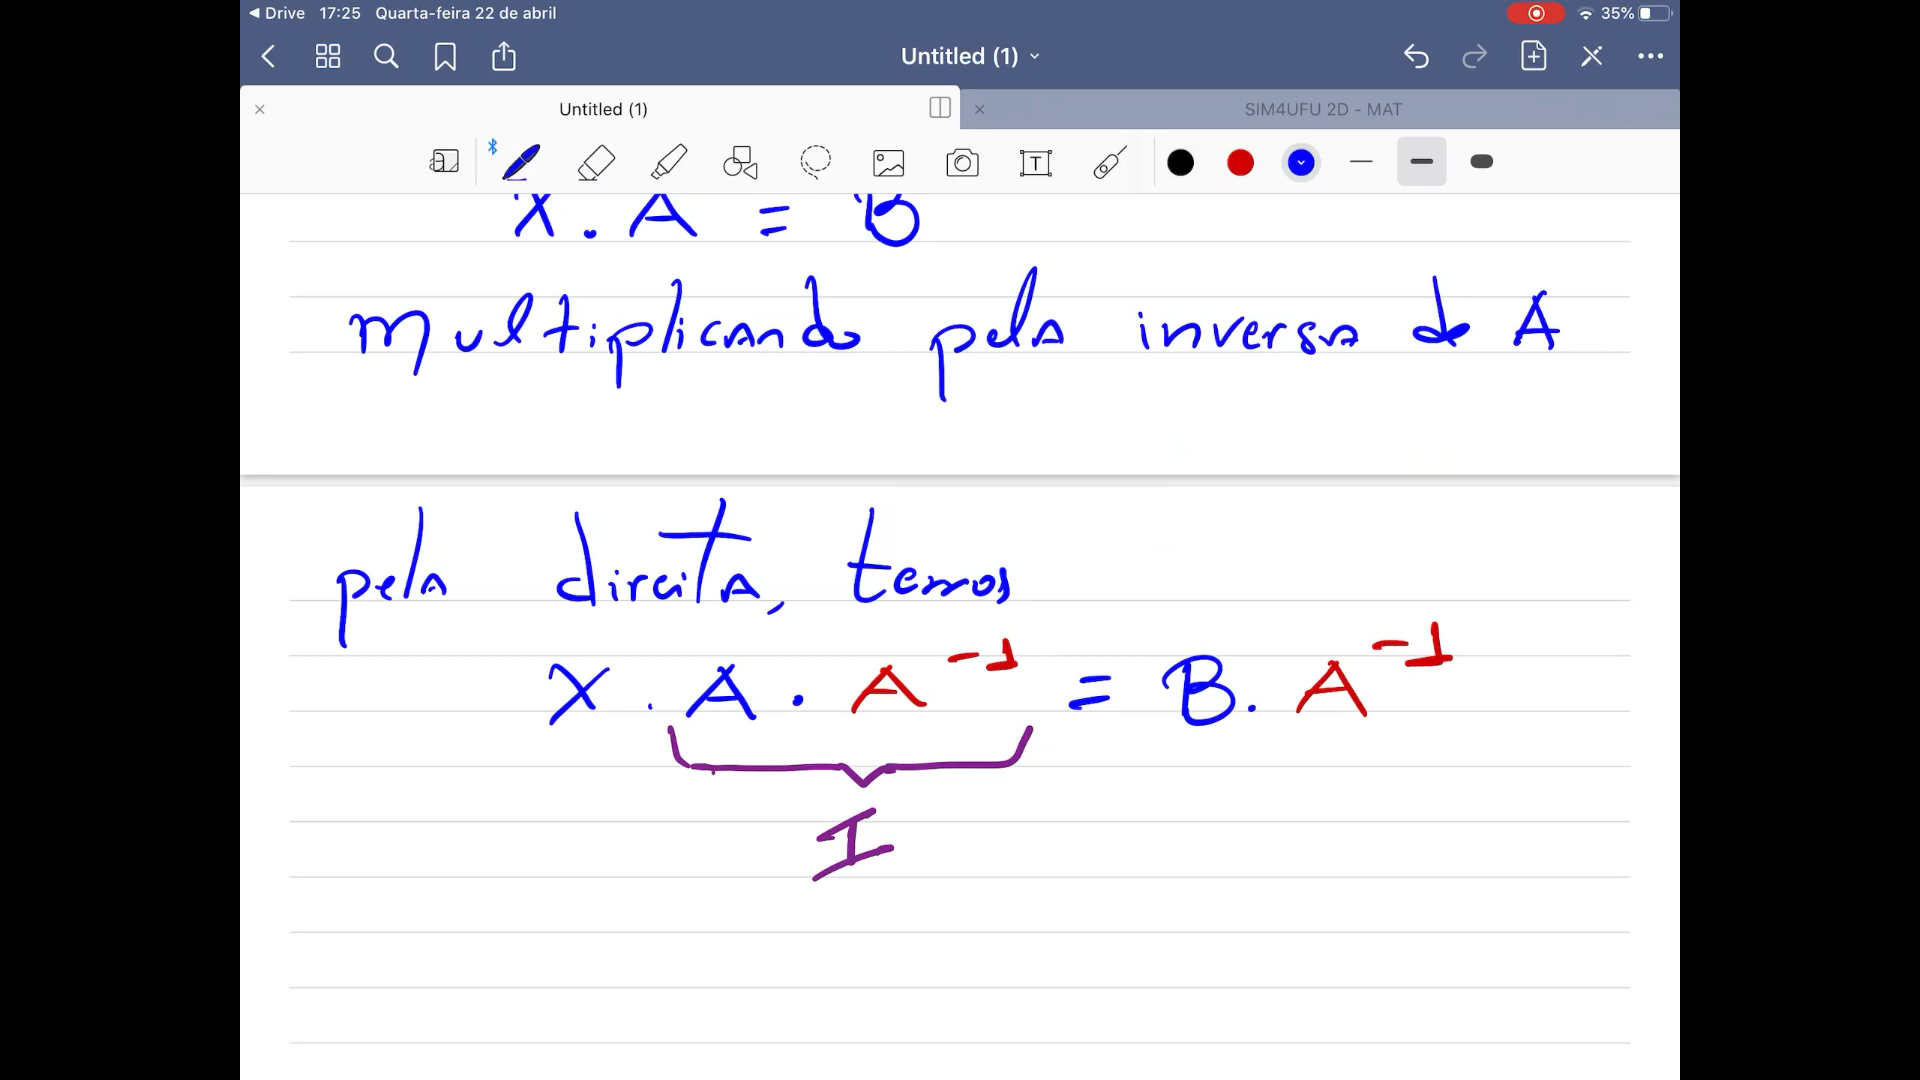 Drive 17:25 Quarta-feira 22 de abril 35%
Untitled (1)
Untitled (1) SIM4UFU 2D - MAT
X . A = B
multiplicando pela inversa de A
pela direita, temos
X . A . A⁻¹ = B . A⁻¹
I